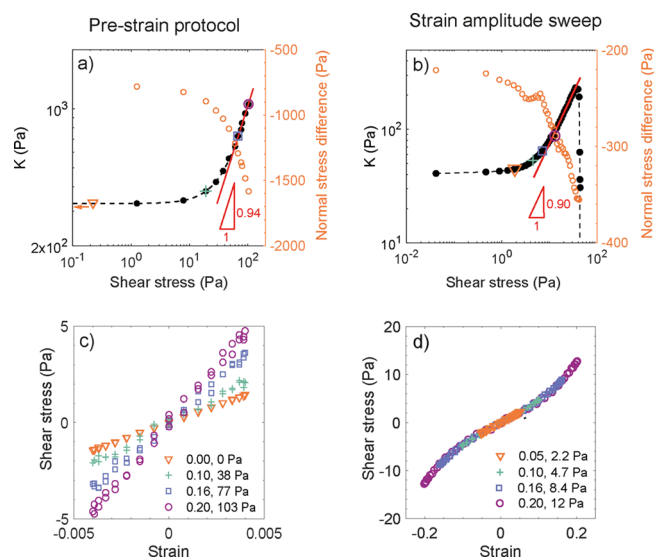 Pre-strain protocol
Strain amplitude sweep
a)
K (Pa)
10³
2x10²
10⁻¹ 10⁰ 10¹ 10²
Shear stress (Pa)
-500
-1000
-1500
-2000
Normal stress difference (Pa)
0.94
1
b)
K (Pa)
10²
10¹
10⁻² 10⁰ 10²
Shear stress (Pa)
-200
-300
-400
Normal stress difference (Pa)
0.90
1
c)
Shear stress (Pa)
5
0
-5
-0.005 0 0.005
Strain
0.00, 0 Pa
0.10, 38 Pa
0.16, 77 Pa
0.20, 103 Pa
d)
Shear stress (Pa)
20
10
0
-10
-20
-0.2 0 0.2
Strain
0.05, 2.2 Pa
0.10, 4.7 Pa
0.16, 8.4 Pa
0.20, 12 Pa